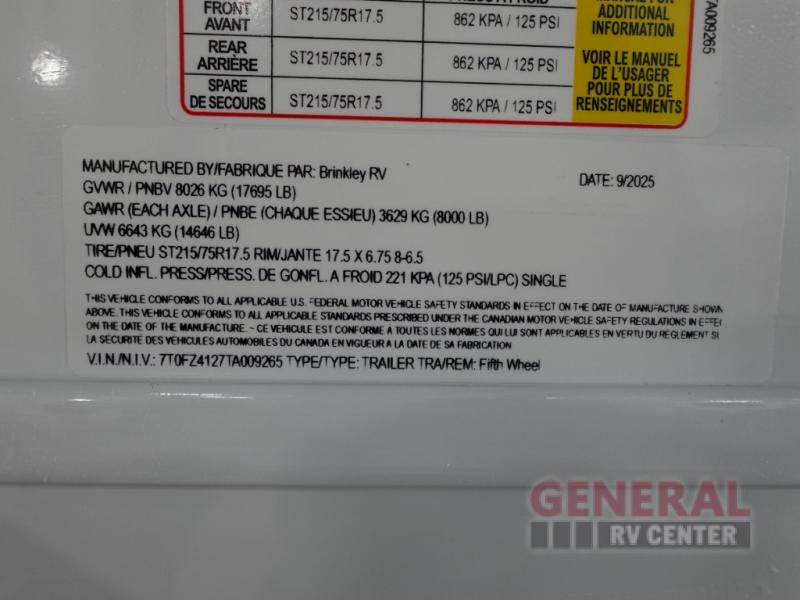 FRONT
AVANT
ST215/75R17.5
862 KPA / 125 PSI
ADDITIONAL
INFORMATION
REAR
ARRIÈRE
ST215/75R17.5
862 KPA / 125 PSI
VOIR LE MANUEL
DE L'USAGER
POUR PLUS DE
RENSEIGNEMENTS
SPARE
DE SECOURS
ST215/75R17.5
862 KPA / 125 PSI
TA009265
MANUFACTURED BY/FABRIQUE PAR: Brinkley RV
DATE: 9/2025
GVWR / PNBV 8026 KG (17695 LB)
GAWR (EACH AXLE) / PNBE (CHAQUE ESSIEU) 3629 KG (8000 LB)
UVW 6643 KG (14646 LB)
TIRE/PNEU ST215/75R17.5 RIM/JANTE 17.5 X 6.75 8-6.5
COLD INFL. PRESS/PRESS. DE GONFL. A FROID 221 KPA (125 PSI/LPC) SINGLE
THIS VEHICLE CONFORMS TO ALL APPLICABLE U.S. FEDERAL MOTOR VEHICLE SAFETY STANDARDS IN EFFECT ON THE DATE OF MANUFACTURE SHOWN
ABOVE. THIS VEHICLE CONFORMS TO ALL APPLICABLE STANDARDS PRESCRIBED UNDER THE CANADIAN MOTOR VEHICLE SAFETY REGULATIONS IN EFFEC
ON THE DATE OF THE MANUFACTURE. - CE VEHICULE EST CONFORME A TOUTES LES NORMES QUI LUI SONT APPLICABLES EN VERTU DU REGLEMENT SU
LA SÉCURITÉ DES VÉHICULES AUTOMOBILES DU CANADA EN VIGUEUR A LA DATE DE SA FABRICATION
V.I.N./N.I.V.: 7T0FZ4127TA009265 TYPE/TYPE: TRAILER TRA/REM: Fifth Wheel
GENERAL
RV CENTER